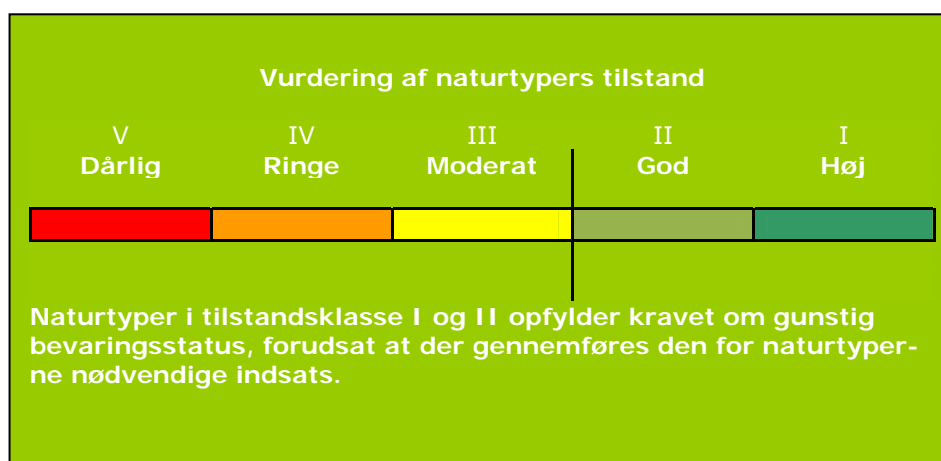 Vurdering af naturtypers tilstand
V IV III II I
Dårlig Ringe Moderat God Høj
Naturtyper i tilstandsklasse I og II opfylder kravet om gunstig
bevaringsstatus, forudsat at der gennemføres den for naturtyper-
ne nødvendige indsats.